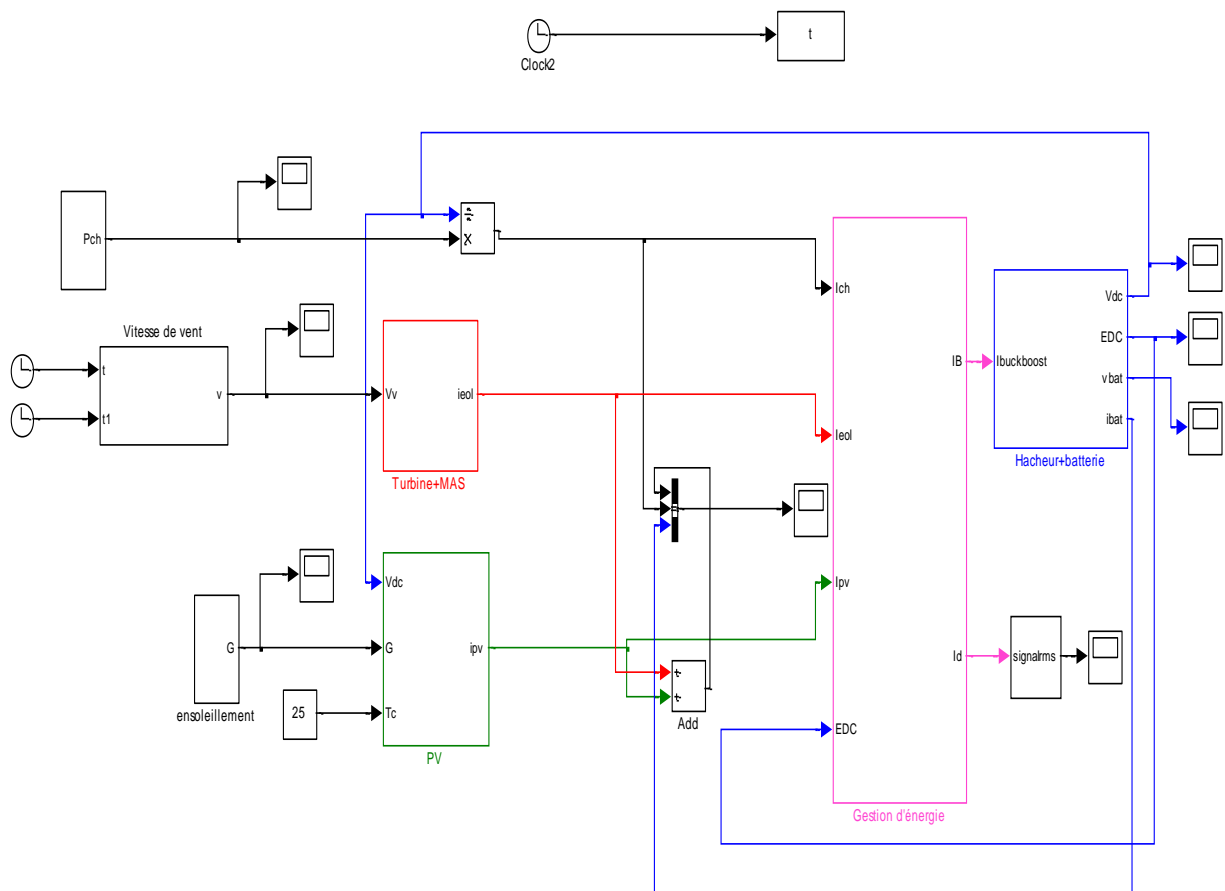 t
Clock2
Pch
÷
×
Ich
Vdc
EDC
vbat
ibat
Ibuckboost
IB
Hacheur+batterie
Vitesse de vent
t
t1
v
Vv
ieol
Ieol
Turbine+MAS
Vdc
G
G
Tc
ipv
Ipv
ensoleillement
25
PV
+
+
Add
Id
signalrms
EDC
Gestion d'énergie